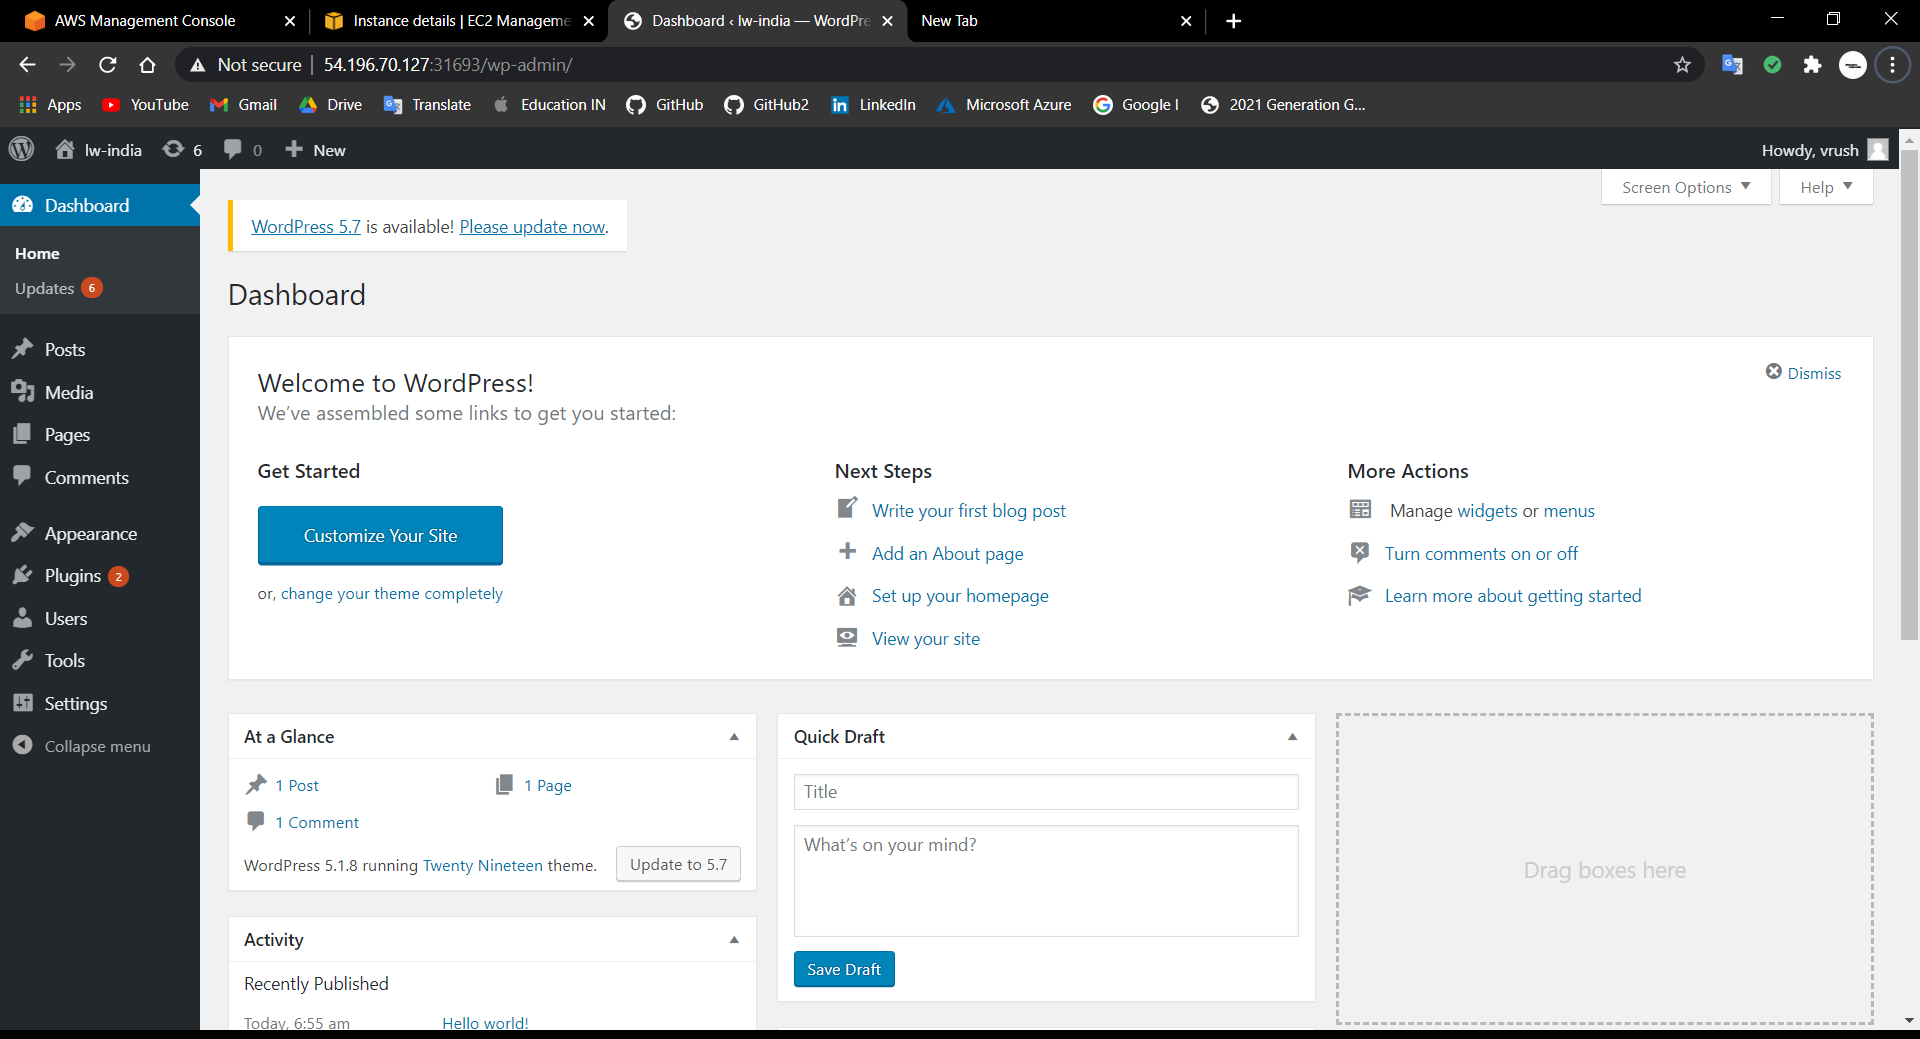 AWS Management Console
Instance details | EC2 Manageme
Dashboard ‹ lw-india — WordPre
New Tab
Not secure | 54.196.70.127:31693/wp-admin/
Apps YouTube Gmail Drive Translate Education IN GitHub GitHub2 LinkedIn Microsoft Azure Google I 2021 Generation G...
lw-india 6 0 New Howdy, vrush
Screen Options Help
Dashboard
Home
Updates 6
Posts
Media
Pages
Comments
Appearance
Plugins 2
Users
Tools
Settings
Collapse menu
WordPress 5.7 is available! Please update now.
Dashboard
Welcome to WordPress!
Dismiss
We've assembled some links to get you started:
Get Started
Customize Your Site
or, change your theme completely
Next Steps
Write your first blog post
Add an About page
Set up your homepage
View your site
More Actions
Manage widgets or menus
Turn comments on or off
Learn more about getting started
At a Glance
1 Post 1 Page
1 Comment
WordPress 5.1.8 running Twenty Nineteen theme. Update to 5.7
Activity
Recently Published
Today, 6:55 am Hello world!
Quick Draft
Title
What's on your mind?
Save Draft
Drag boxes here